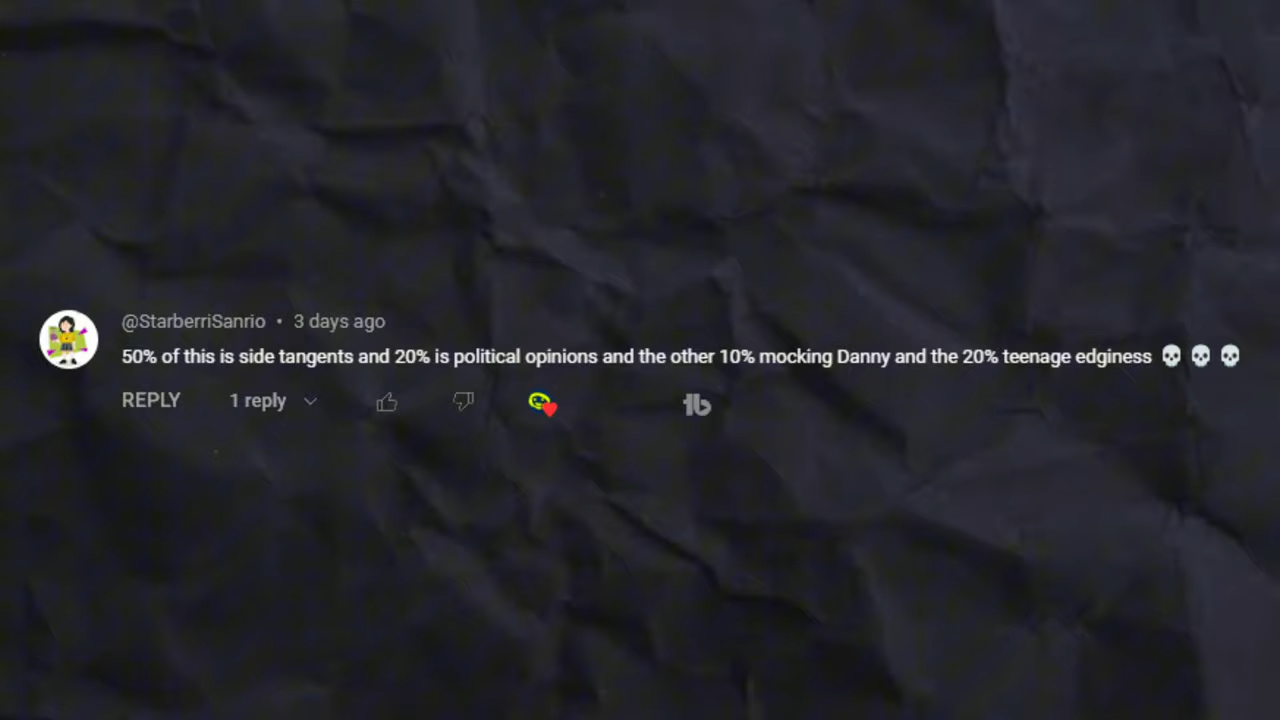 @StarberriSanrio • 3 days ago
50% of this is side tangents and 20% is political opinions and the other 10% mocking Danny and the 20% teenage edginess 💀 💀 💀
REPLY 1 reply
tb